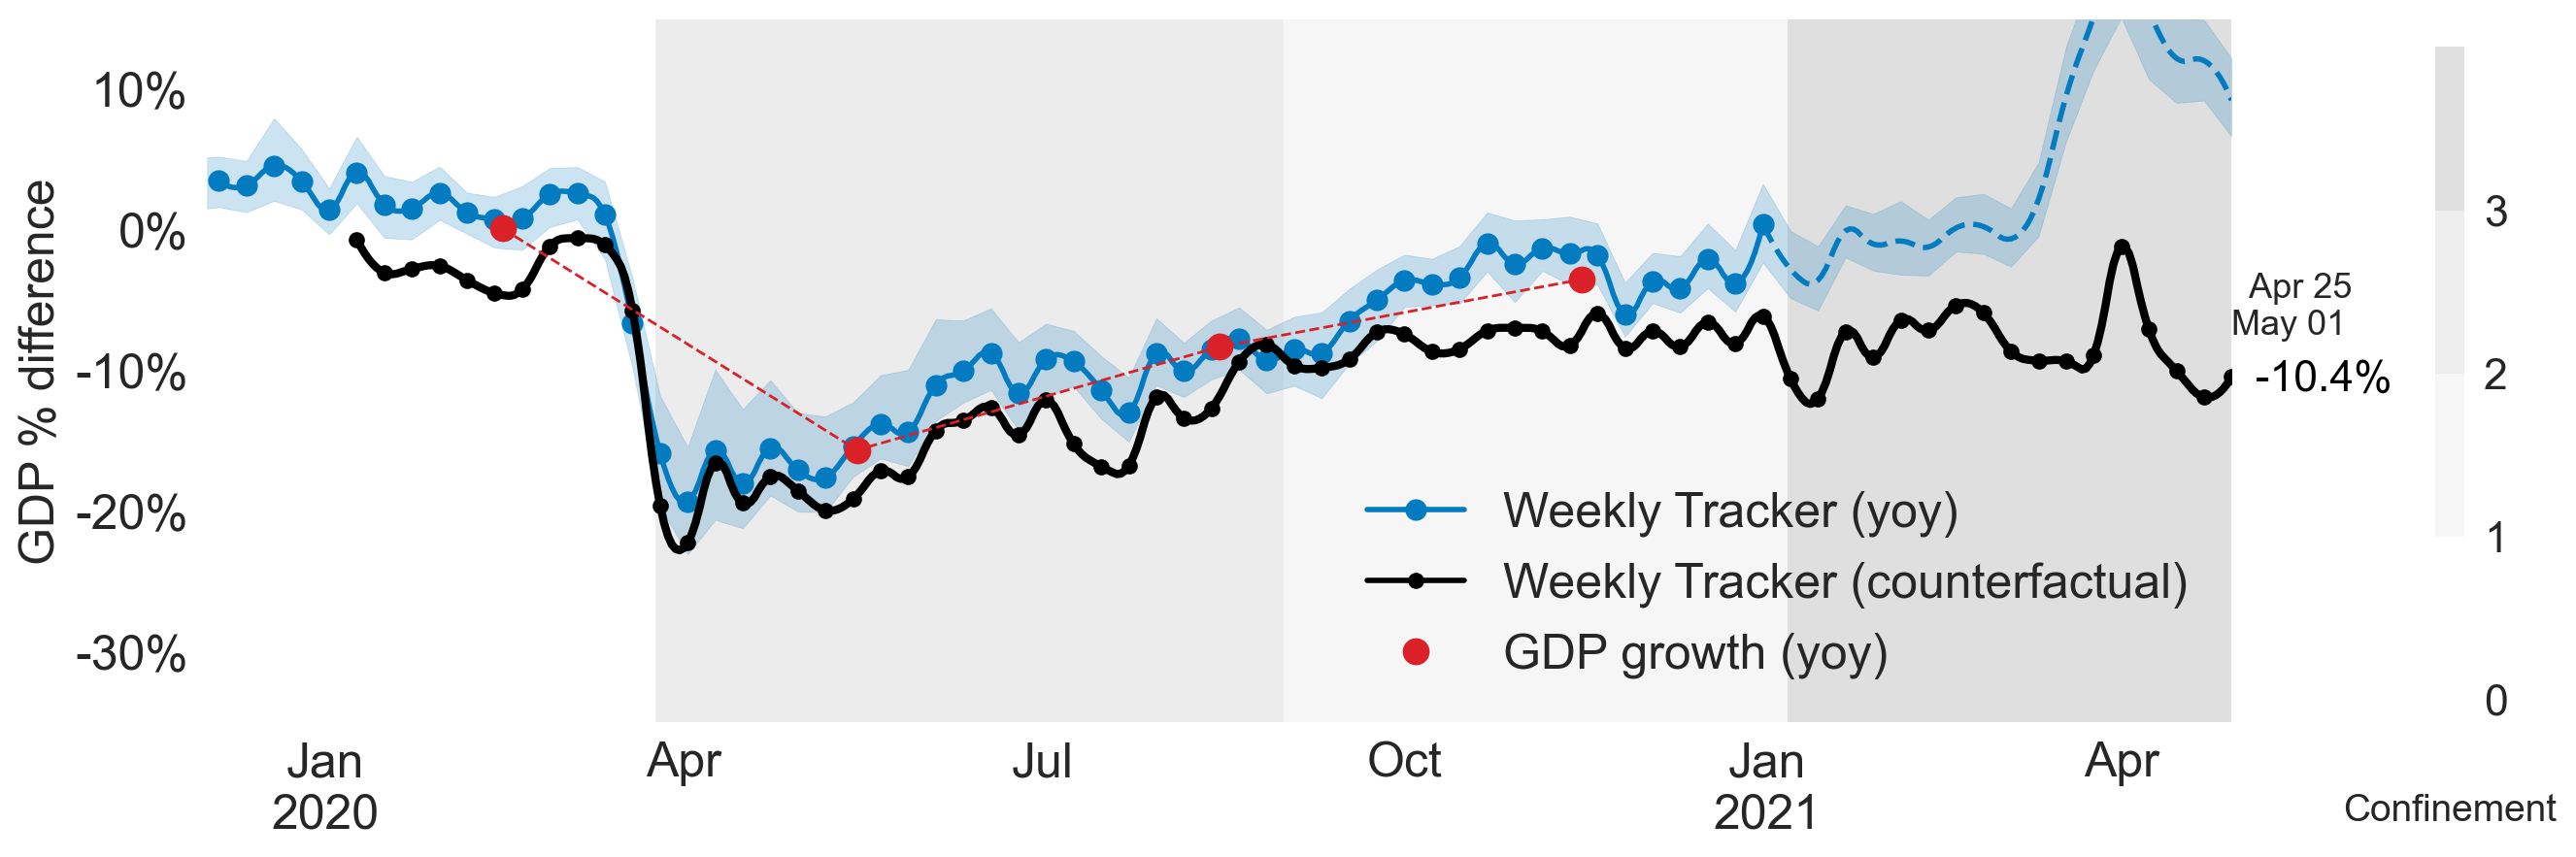 GDP % difference
10%
0%
-10%
-20%
-30%
Jan
2020
Apr
Jul
Oct
Jan
2021
Apr
Weekly Tracker (yoy)
Weekly Tracker (counterfactual)
GDP growth (yoy)
Apr 25
May 01
-10.4%
3
2
1
0
Confinement